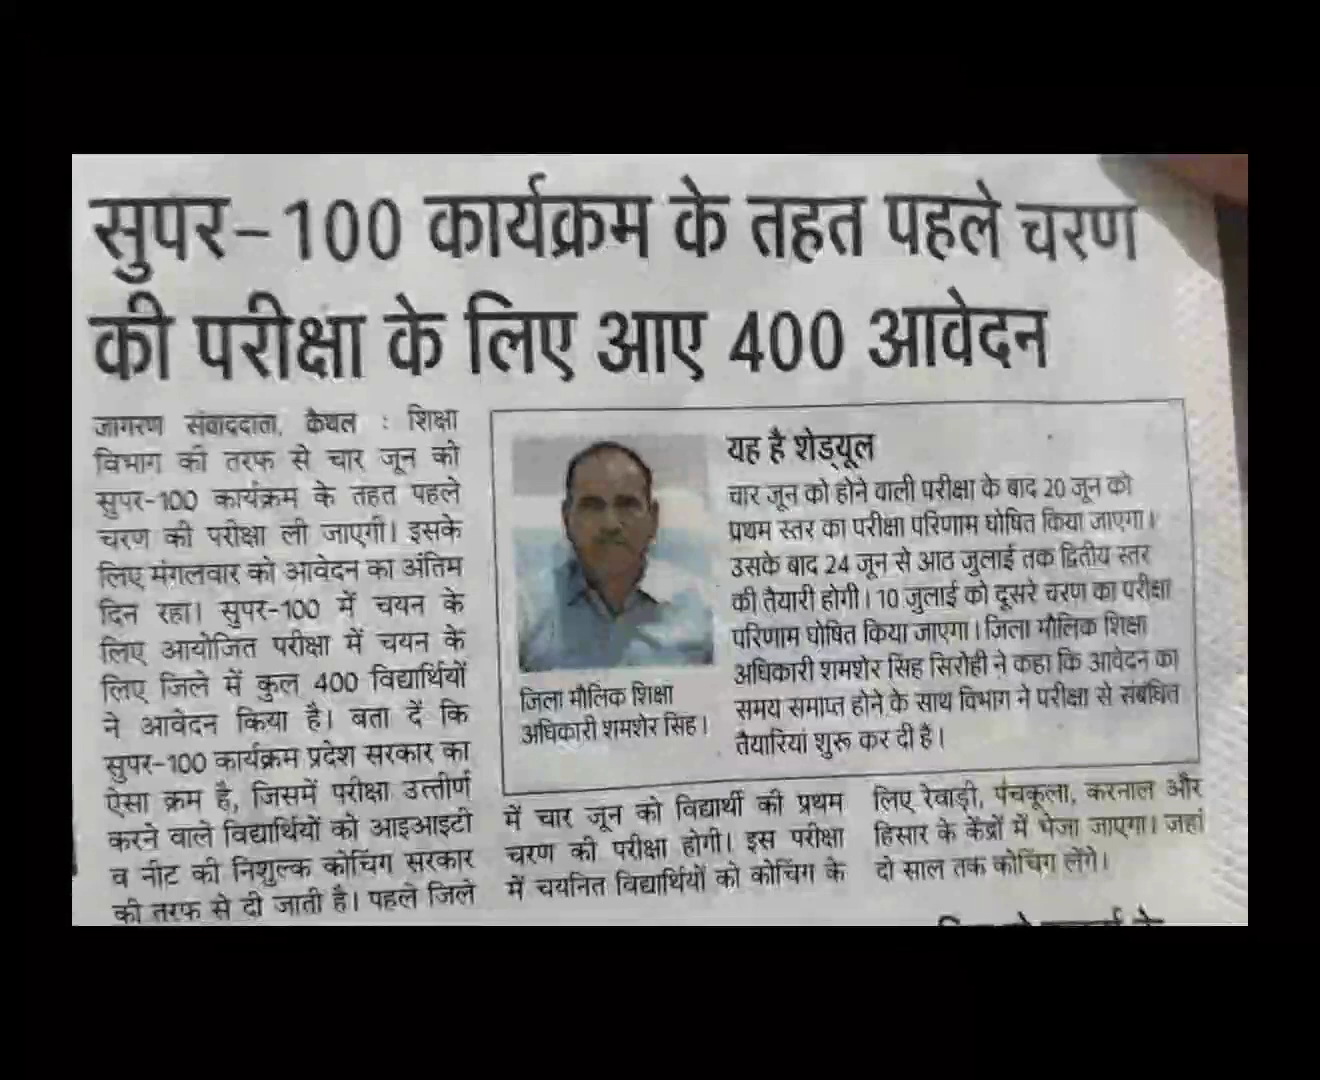 सुपर-100 कार्यक्रम के तहत पहले चरण
की परीक्षा के लिए आए 400 आवेदन
जागरण संवाददाता, कैथल : शिक्षा
विभाग की तरफ से चार जून को
सुपर-100 कार्यक्रम के तहत पहले
चरण की परीक्षा ली जाएगी। इसके
लिए मंगलवार को आवेदन का अंतिम
दिन रहा। सुपर-100 में चयन के
लिए आयोजित परीक्षा में चयन के
लिए जिले में कुल 400 विद्यार्थियों
ने आवेदन किया है। बता दें कि
सुपर-100 कार्यक्रम प्रदेश सरकार का
ऐसा क्रम है, जिसमें परीक्षा उत्तीर्ण
करने वाले विद्यार्थियों को आइआइटी
व नीट की निशुल्क कोचिंग सरकार
की तरफ से दी जाती है। पहले जिले
जिला मौलिक शिक्षा
अधिकारी शमशेर सिंह।
यह है शेड्यूल
चार जून को होने वाली परीक्षा के बाद 20 जून को
प्रथम स्तर का परीक्षा परिणाम घोषित किया जाएगा।
उसके बाद 24 जून से आठ जुलाई तक द्वितीय स्तर
की तैयारी होगी। 10 जुलाई को दूसरे चरण का परीक्षा
परिणाम घोषित किया जाएगा। जिला मौलिक शिक्षा
अधिकारी शमशेर सिंह सिरोही ने कहा कि आवेदन का
समय समाप्त होने के साथ विभाग ने परीक्षा से संबंधित
तैयारियां शुरू कर दी है।
में चार जून को विद्यार्थी की प्रथम
चरण की परीक्षा होगी। इस परीक्षा
में चयनित विद्यार्थियों को कोचिंग के
लिए रेवाड़ी, पंचकूला, करनाल और
हिसार के केंद्रों में भेजा जाएगा। जहां
दो साल तक कोचिंग लेंगे।